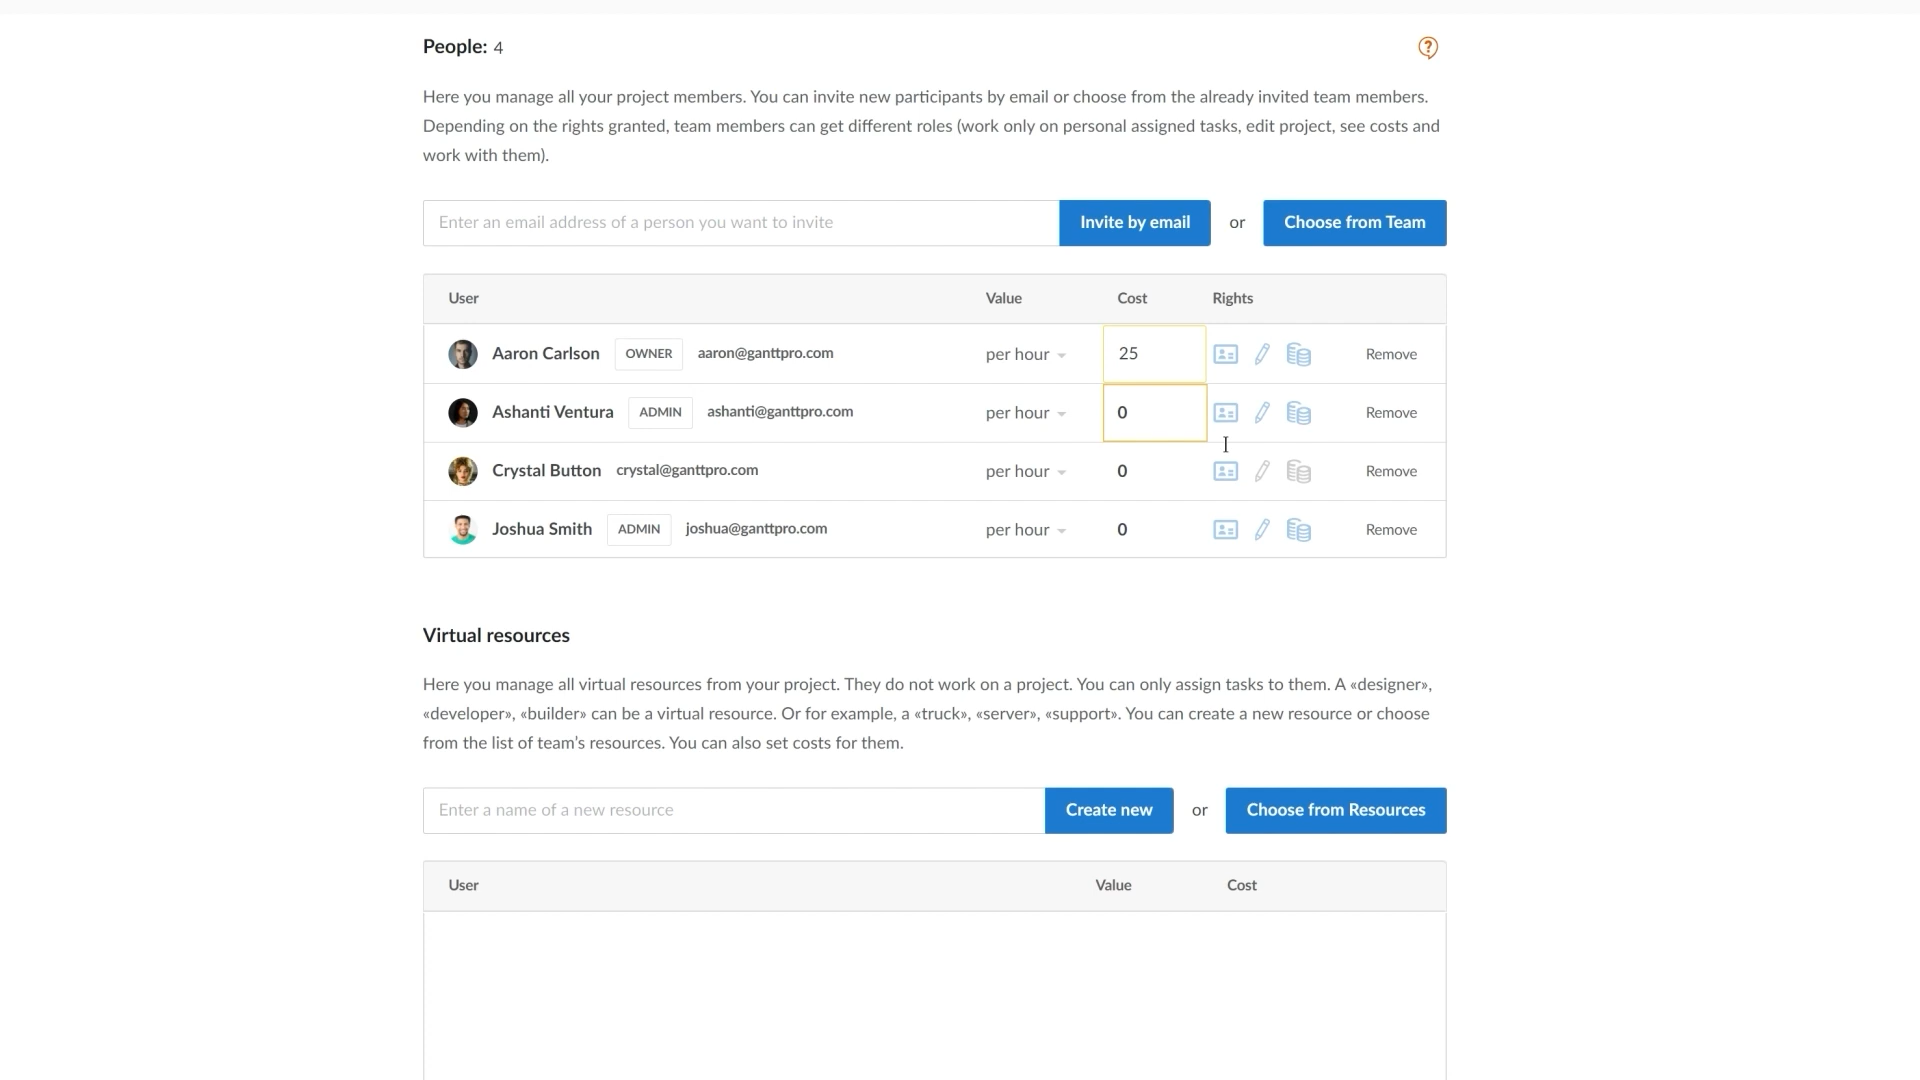 People: 4
Here you manage all your project members. You can invite new participants by email or choose from the already invited team members.
Depending on the rights granted, team members can get different roles (work only on personal assigned tasks, edit project, see costs and
work with them).
Enter an email address of a person you want to invite Invite by email or Choose from Team
User Value Cost Rights
Aaron Carlson OWNER aaron@ganttpro.com per hour 25 Remove
Ashanti Ventura ADMIN ashanti@ganttpro.com per hour 0 Remove
Crystal Button crystal@ganttpro.com per hour 0 Remove
Joshua Smith ADMIN joshua@ganttpro.com per hour 0 Remove
Virtual resources
Here you manage all virtual resources from your project. They do not work on a project. You can only assign tasks to them. A «designer»,
«developer», «builder» can be a virtual resource. Or for example, a «truck», «server», «support». You can create a new resource or choose
from the list of team's resources. You can also set costs for them.
Enter a name of a new resource Create new or Choose from Resources
User Value Cost